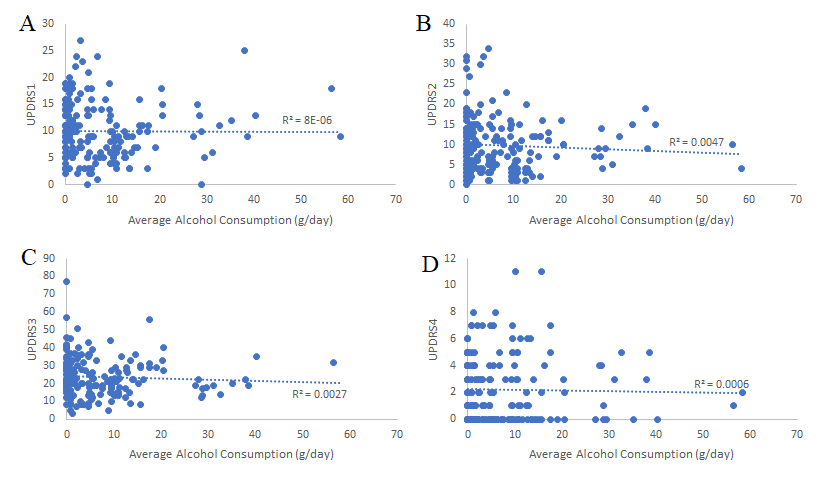 A
30
25
20
15
10
5
0
UPDRS1
R² = 8E-06
0 10 20 30 40 50 60 70
Average Alcohol Consumption (g/day)
B
40
35
30
25
20
15
10
5
0
UPDRS2
R² = 0.0047
0 10 20 30 40 50 60 70
Average Alcohol Consumption (g/day)
C
90
80
70
60
50
40
30
20
10
0
UPDRS3
R² = 0.0027
0 10 20 30 40 50 60 70
Average Alcohol Consumption (g/day)
D
12
10
8
6
4
2
0
UPDRS4
R² = 0.0006
0 10 20 30 40 50 60 70
Average Alcohol Consumption (g/day)